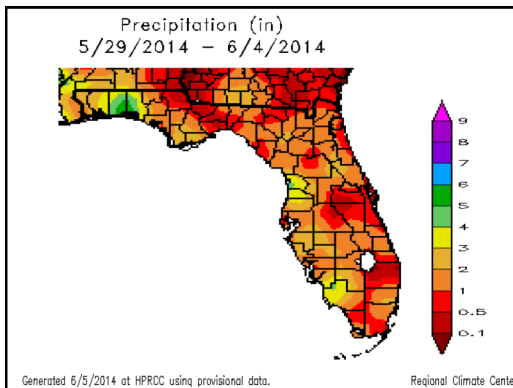 Precipitation (in)
5/29/2014 – 6/4/2014
9
8
7
6
5
4
3
2
1
0.5
0.1
Generated 6/5/2014 at HPRCC using provisional data.
Regional Climate Cente